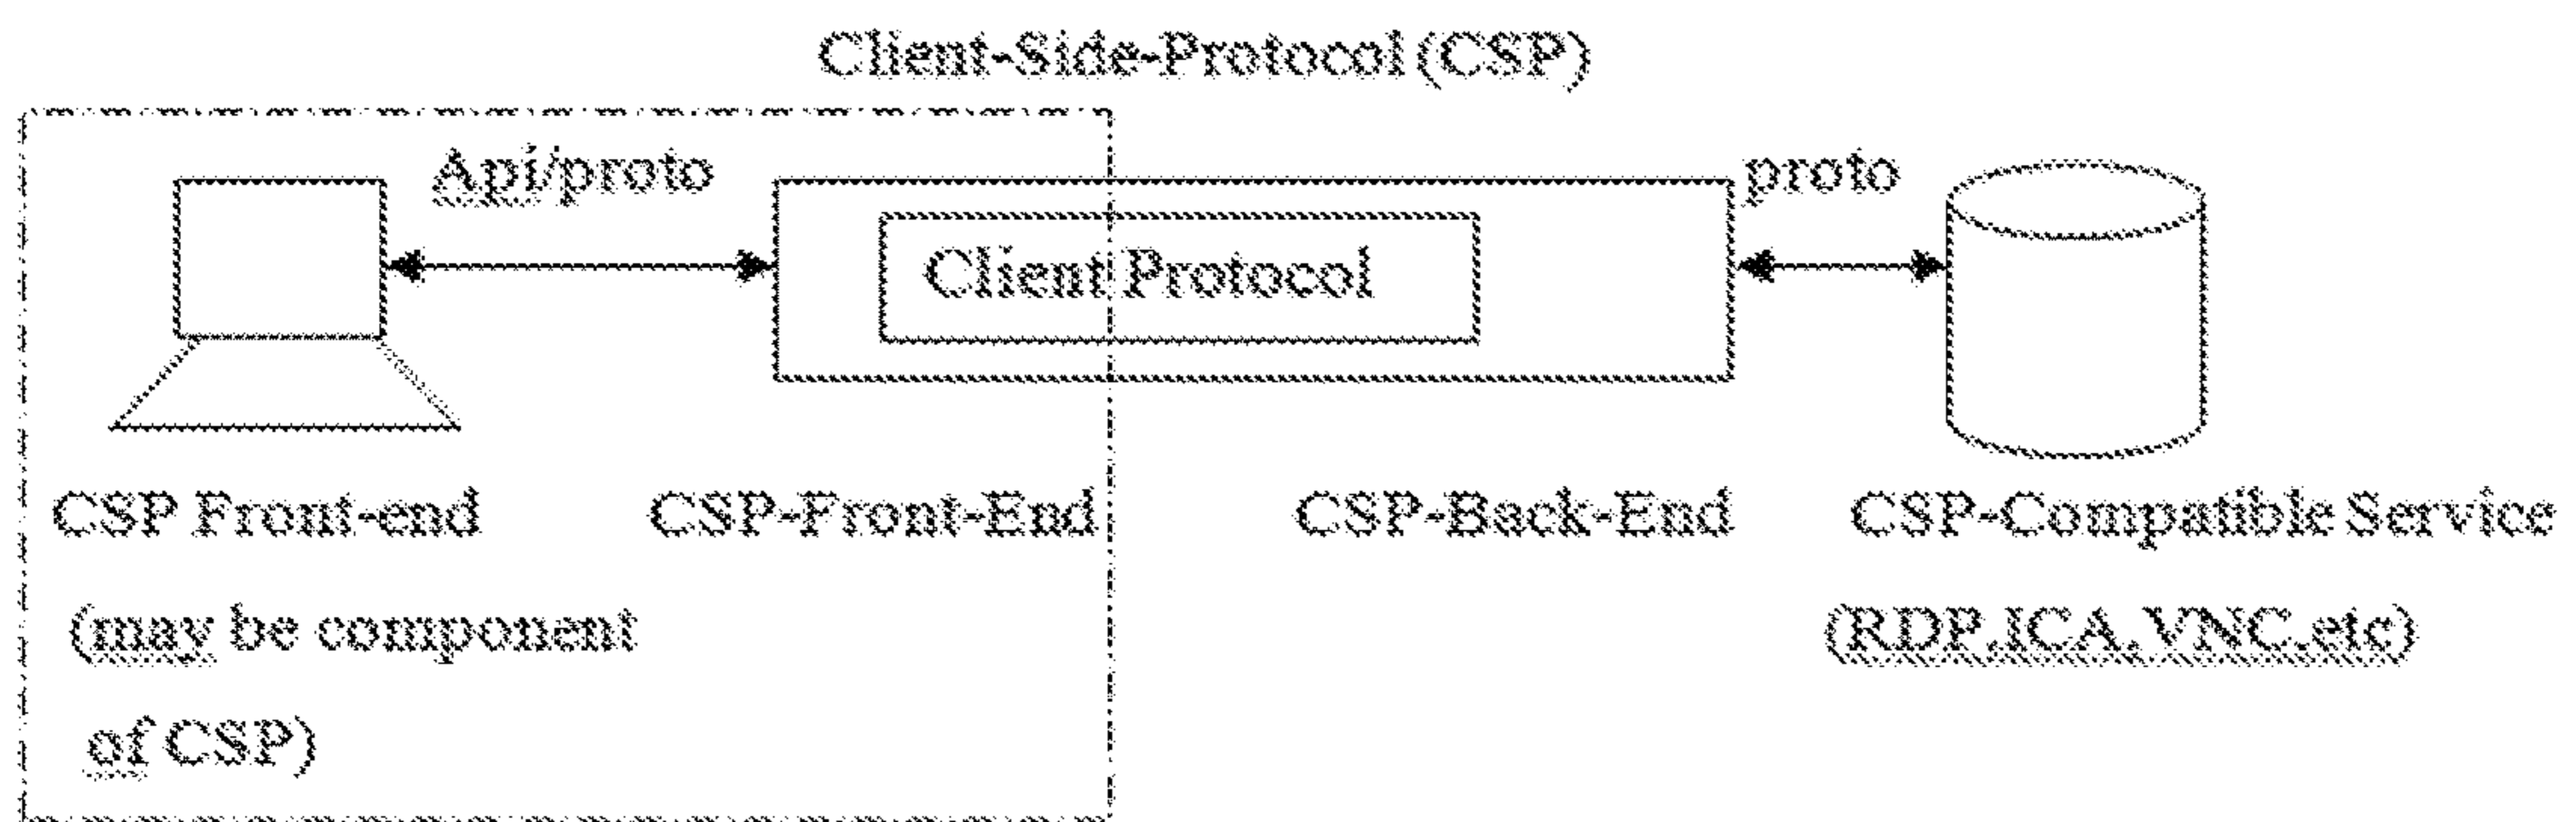 Client-Side-Protocol (CSP)
Api/proto
proto
Client Protocol
CSP Front-end
CSP-Front-End
CSP-Back-End
CSP-Compatible Service
(may be component
(RDP,ICA,VNC,etc)
of CSP)